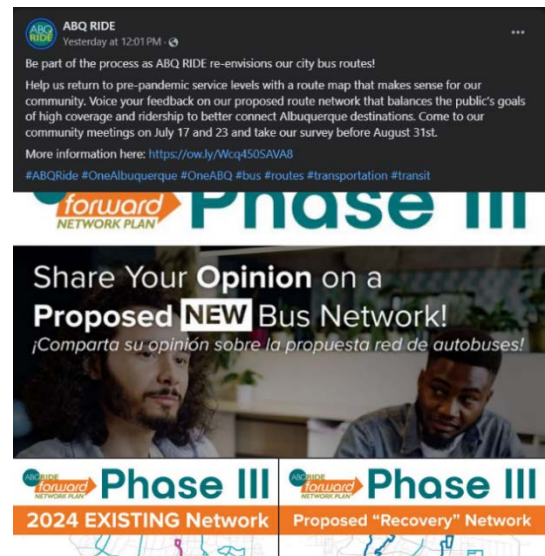 ABQ RIDE
ABQ RIDE
Yesterday at 12:01 PM ·
Be part of the process as ABQ RIDE re-envisions our city bus routes!
Help us return to pre-pandemic service levels with a route map that makes sense for our
community. Voice your feedback on our proposed route network that balances the public's goals
of high coverage and ridership to better connect Albuquerque destinations. Come to our
community meetings on July 17 and 23 and take our survey before August 31st.
More information here: https://ow.ly/Wcq450SAVA8
#ABQRide #OneAlbuquerque #OneABQ #bus #routes #transportation #transit
forward
NETWORK PLAN
Phase III
Share Your Opinion on a
Proposed NEW Bus Network!
¡Comparta su opinión sobre la propuesta red de autobuses!
ABQ RIDE
forward
NETWORK PLAN
Phase III
2024 EXISTING Network
ABQ RIDE
forward
NETWORK PLAN
Phase III
Proposed "Recovery" Network